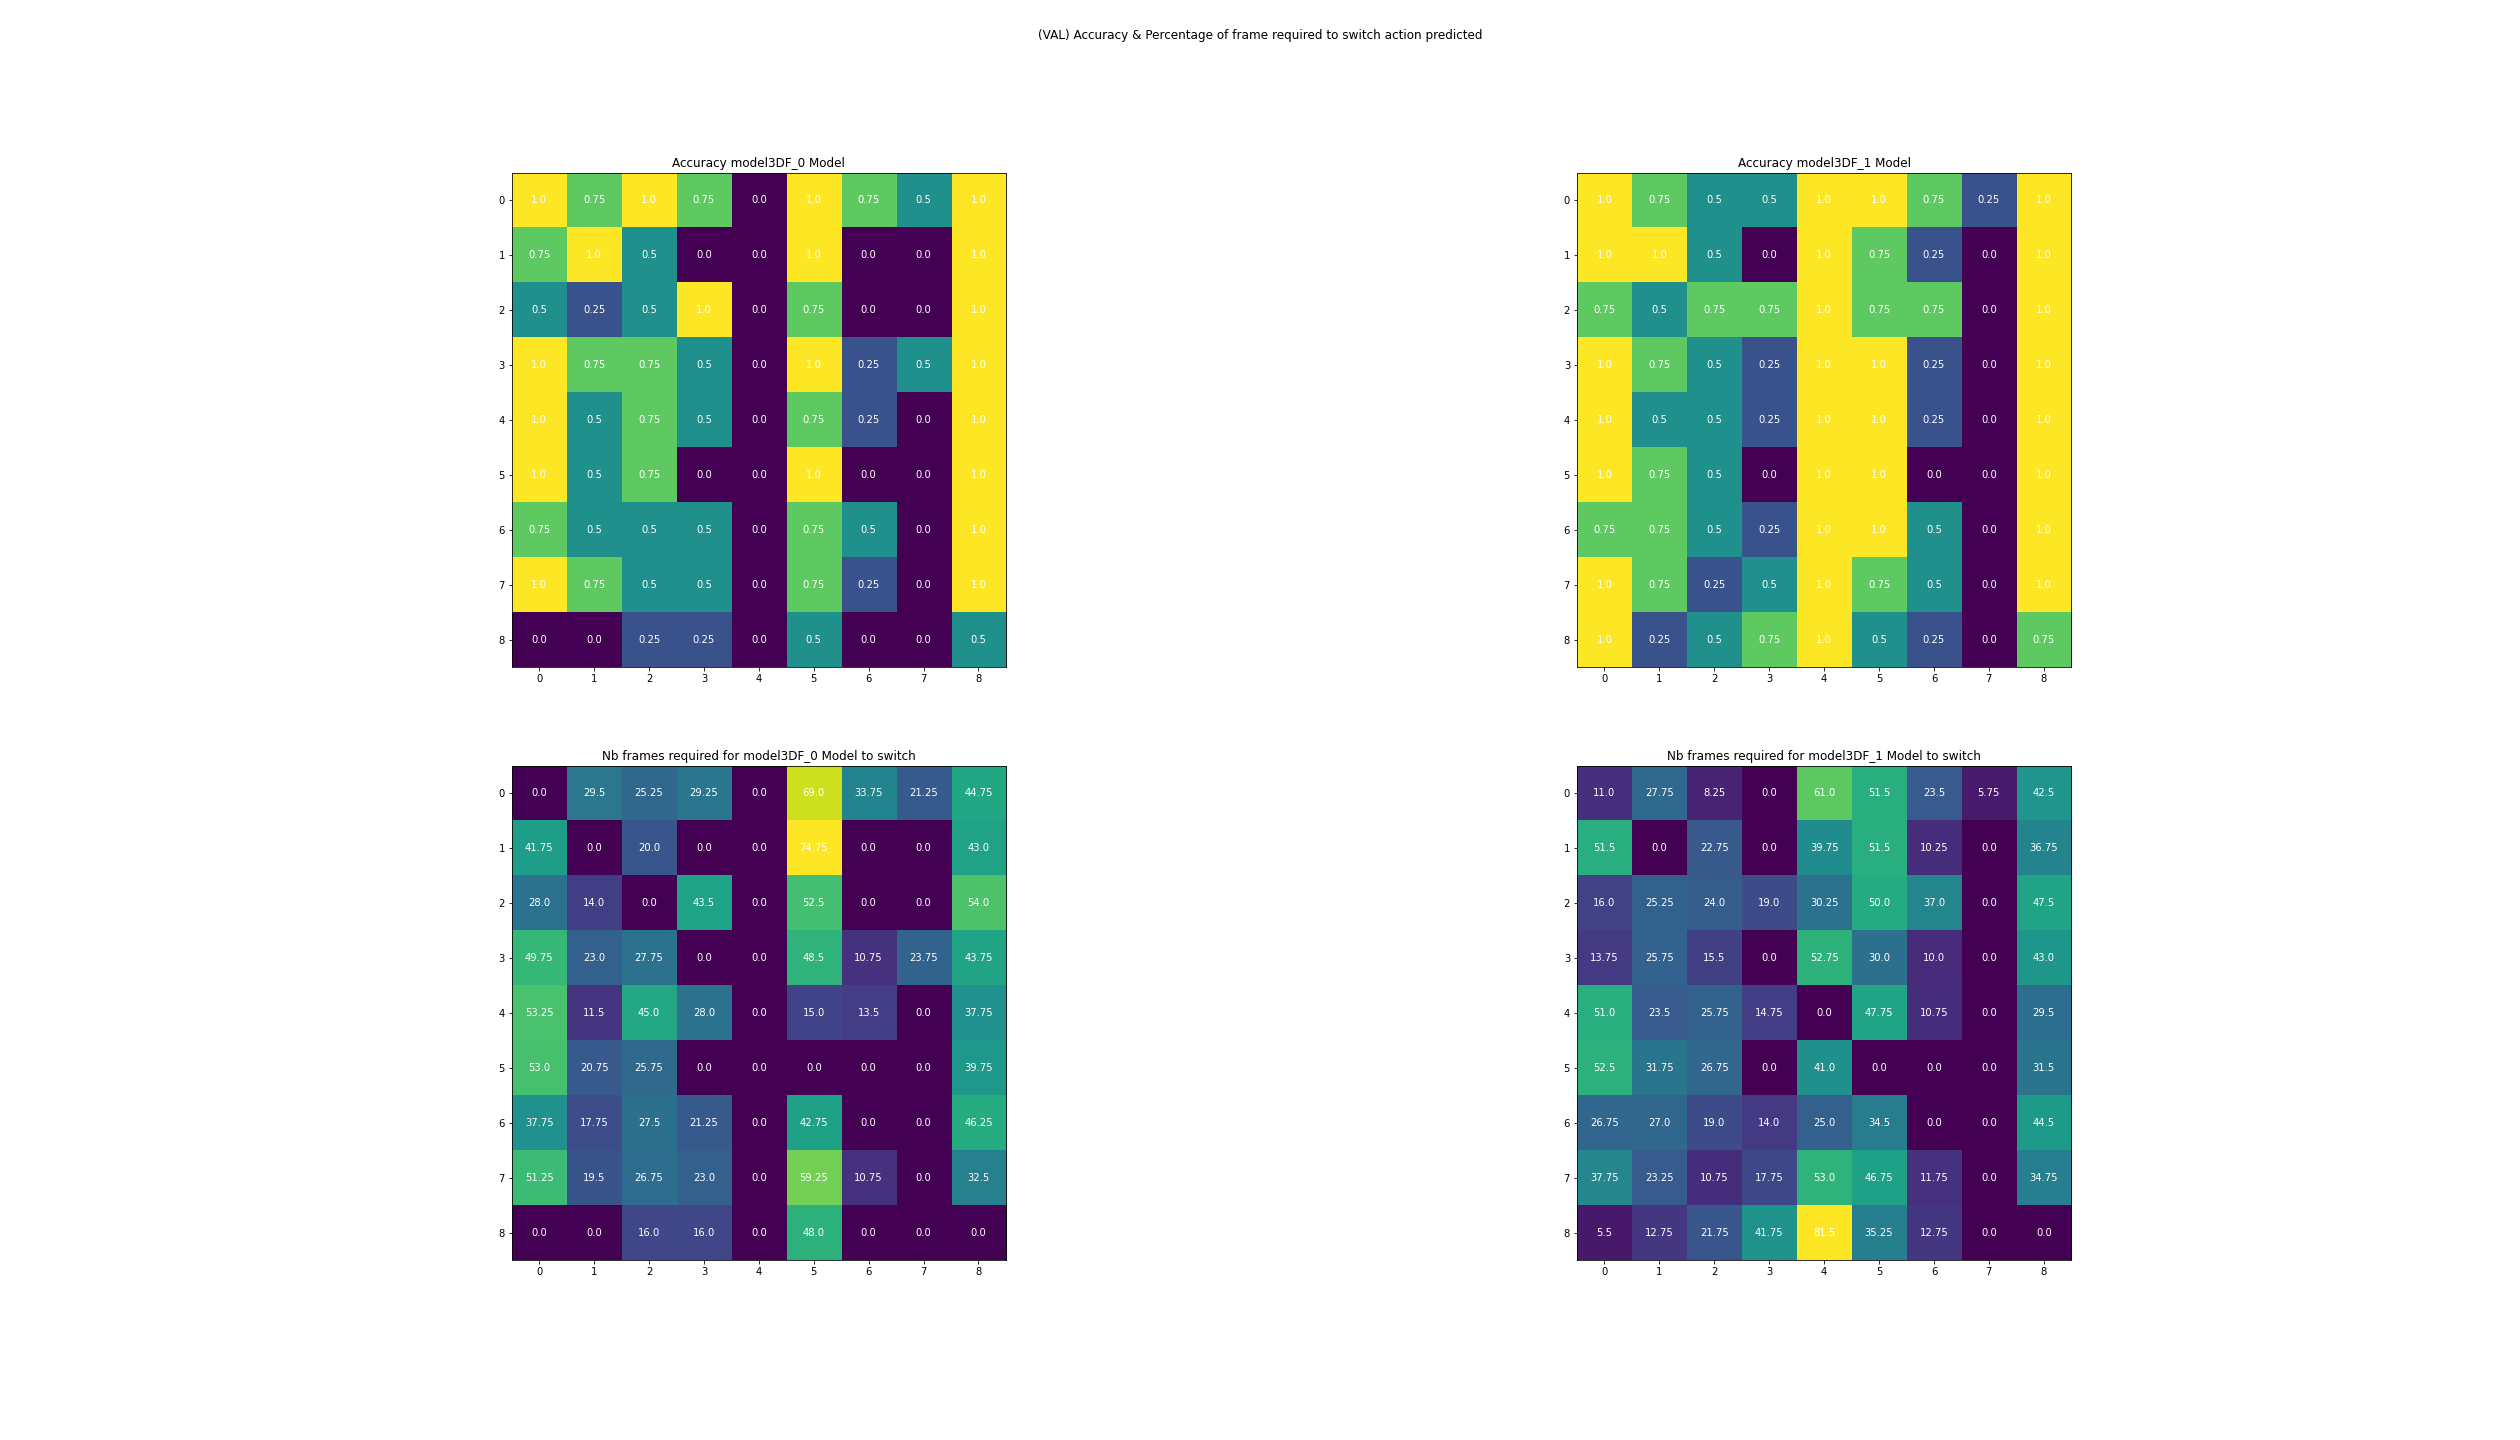 (VAL) Accuracy & Percentage of frame required to switch action predicted
Accuracy model3DF_0 Model
0 1.0 0.75 1.0 0.75 0.0 1.0 0.75 0.5 1.0
1 0.75 1.0 0.5 0.0 0.0 1.0 0.0 0.0 1.0
2 0.5 0.25 0.5 1.0 0.0 0.75 0.0 0.0 1.0
3 1.0 0.75 0.75 0.5 0.0 1.0 0.25 0.5 1.0
4 1.0 0.5 0.75 0.5 0.0 0.75 0.25 0.0 1.0
5 1.0 0.5 0.75 0.0 0.0 1.0 0.0 0.0 1.0
6 0.75 0.5 0.5 0.5 0.0 0.75 0.5 0.0 1.0
7 1.0 0.75 0.5 0.5 0.0 0.75 0.25 0.0 1.0
8 0.0 0.0 0.25 0.25 0.0 0.5 0.0 0.0 0.5
0 1 2 3 4 5 6 7 8
Accuracy model3DF_1 Model
0 1.0 0.75 0.5 0.5 1.0 1.0 0.75 0.25 1.0
1 1.0 1.0 0.5 0.0 1.0 0.75 0.25 0.0 1.0
2 0.75 0.5 0.75 0.75 1.0 0.75 0.75 0.0 1.0
3 1.0 0.75 0.5 0.25 1.0 1.0 0.25 0.0 1.0
4 1.0 0.5 0.5 0.25 1.0 1.0 0.25 0.0 1.0
5 1.0 0.75 0.5 0.0 1.0 1.0 0.0 0.0 1.0
6 0.75 0.75 0.5 0.25 1.0 1.0 0.5 0.0 1.0
7 1.0 0.75 0.25 0.5 1.0 0.75 0.5 0.0 1.0
8 1.0 0.25 0.5 0.75 1.0 0.5 0.25 0.0 0.75
0 1 2 3 4 5 6 7 8
Nb frames required for model3DF_0 Model to switch
0 0.0 29.5 25.25 29.25 0.0 69.0 33.75 21.25 44.75
1 41.75 0.0 20.0 0.0 0.0 74.75 0.0 0.0 43.0
2 28.0 14.0 0.0 43.5 0.0 52.5 0.0 0.0 54.0
3 49.75 23.0 27.75 0.0 0.0 48.5 10.75 23.75 43.75
4 53.25 11.5 45.0 28.0 0.0 15.0 13.5 0.0 37.75
5 53.0 20.75 25.75 0.0 0.0 0.0 0.0 0.0 39.75
6 37.75 17.75 27.5 21.25 0.0 42.75 0.0 0.0 46.25
7 51.25 19.5 26.75 23.0 0.0 59.25 10.75 0.0 32.5
8 0.0 0.0 16.0 16.0 0.0 48.0 0.0 0.0 0.0
0 1 2 3 4 5 6 7 8
Nb frames required for model3DF_1 Model to switch
0 11.0 27.75 8.25 0.0 61.0 51.5 23.5 5.75 42.5
1 51.5 0.0 22.75 0.0 39.75 51.5 10.25 0.0 36.75
2 16.0 25.25 24.0 19.0 30.25 50.0 37.0 0.0 47.5
3 13.75 25.75 15.5 0.0 52.75 30.0 10.0 0.0 43.0
4 51.0 23.5 25.75 14.75 0.0 47.75 10.75 0.0 29.5
5 52.5 31.75 26.75 0.0 41.0 0.0 0.0 0.0 31.5
6 26.75 27.0 19.0 14.0 25.0 34.5 0.0 0.0 44.5
7 37.75 23.25 10.75 17.75 53.0 46.75 11.75 0.0 34.75
8 5.5 12.75 21.75 41.75 81.5 35.25 12.75 0.0 0.0
0 1 2 3 4 5 6 7 8